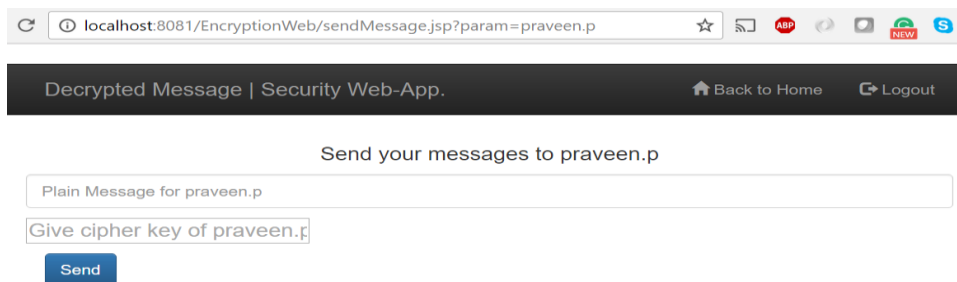 localhost:8081/EncryptionWeb/sendMessage.jsp?param=praveen.p ABP NEW S
Decrypted Message | Security Web-App. Back to Home Logout
Send your messages to praveen.p
Plain Message for praveen.p
Give cipher key of praveen.p
Send